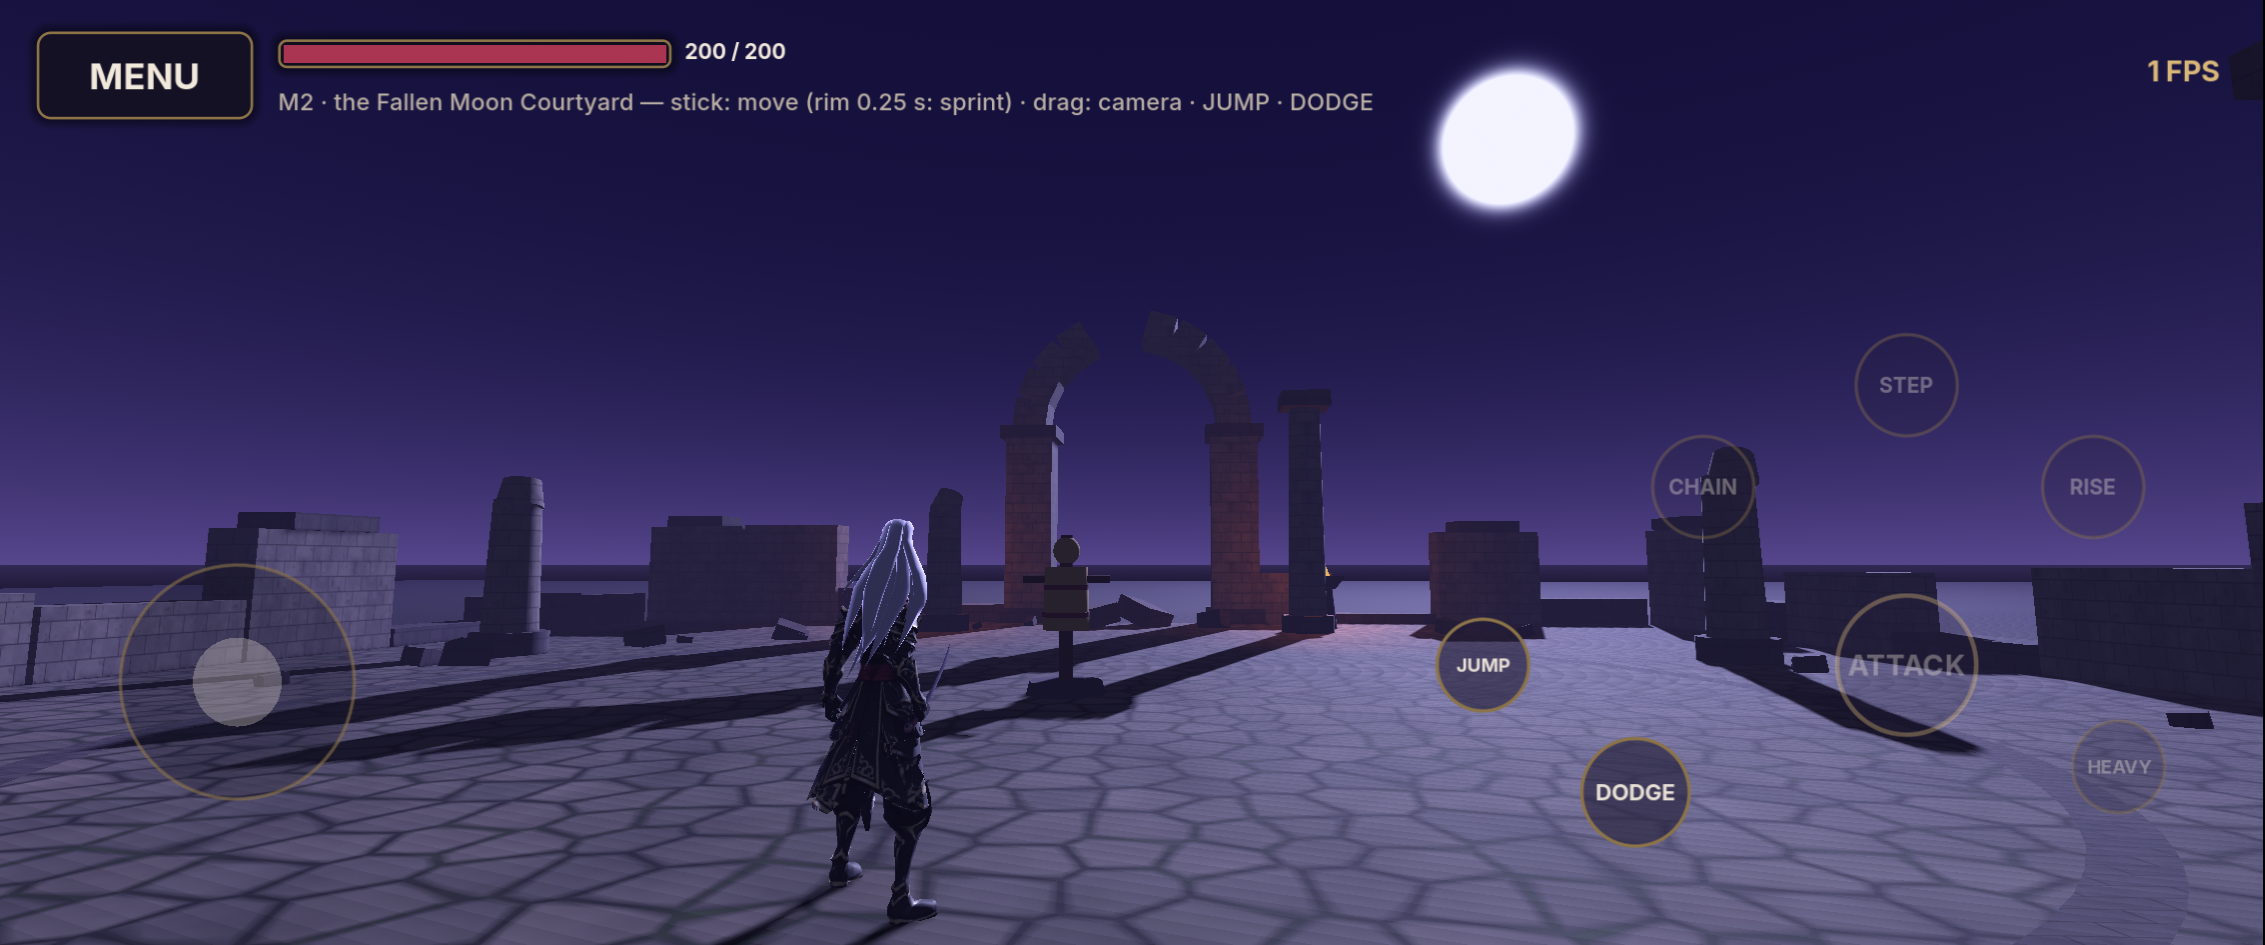 MENU
200 / 200
1 FPS
M2 · the Fallen Moon Courtyard — stick: move (rim 0.25 s: sprint) · drag: camera · JUMP · DODGE
STEP
CHAIN
RISE
JUMP
ATTACK
HEAVY
DODGE